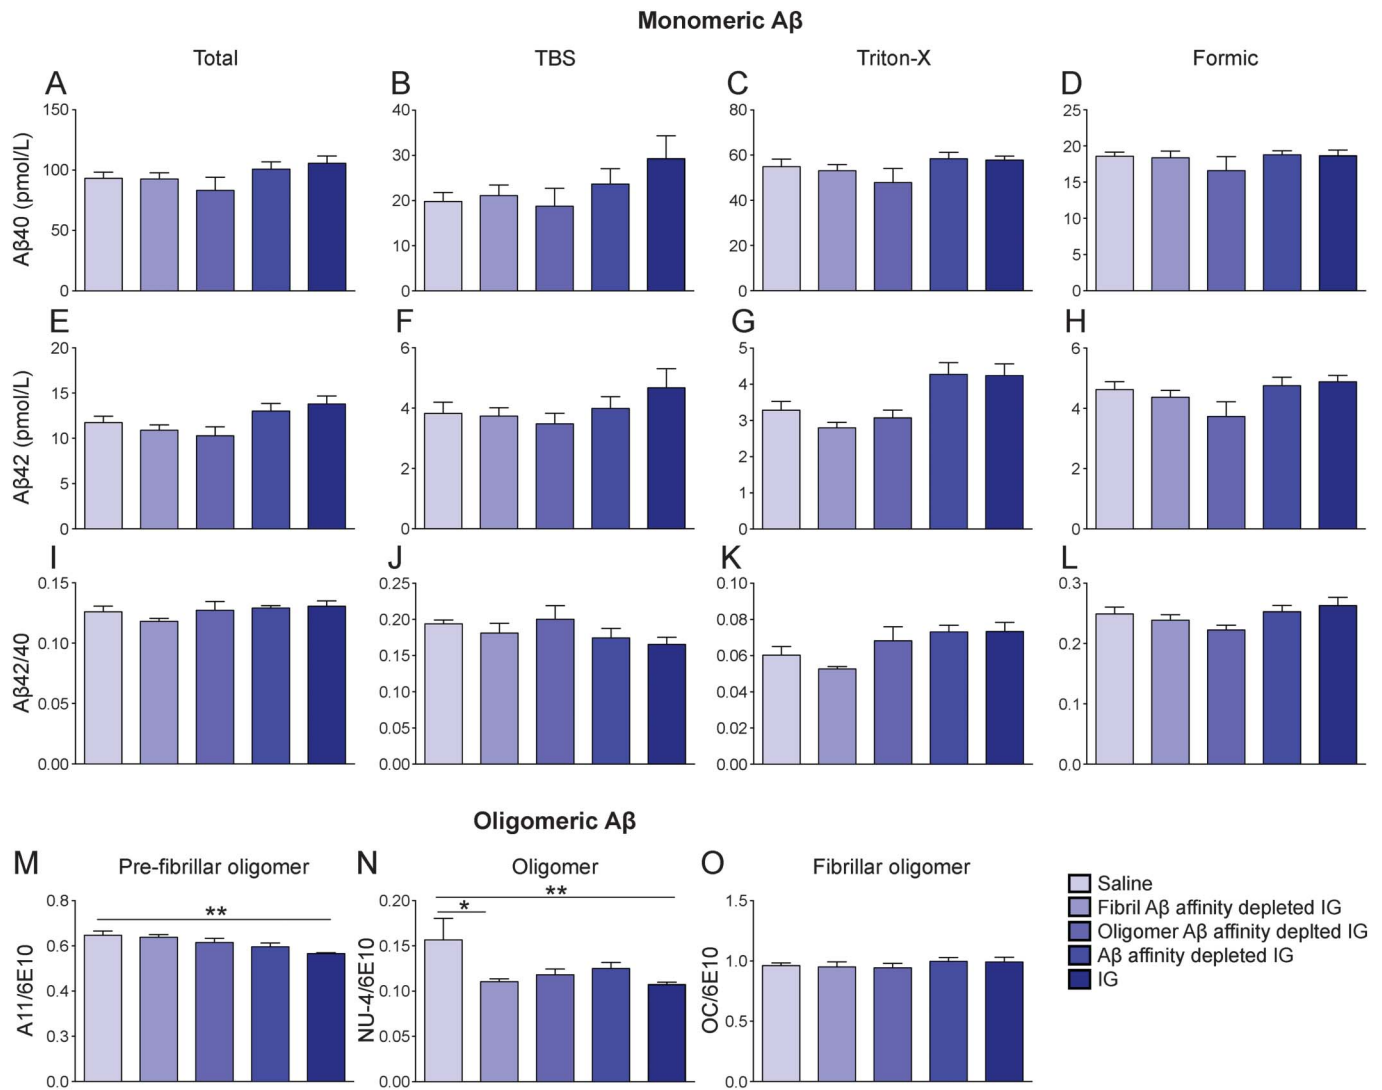 Monomeric Aβ
Total
TBS
Triton-X
Formic
A
B
C
D
Aβ40 (pmol/L)
150
100
50
0
40
30
20
10
0
80
60
40
20
0
25
20
15
10
5
0
E
F
G
H
Aβ42 (pmol/L)
20
15
10
5
0
6
4
2
0
5
4
3
2
1
0
6
4
2
0
I
J
K
L
Aβ42/40
0.15
0.10
0.05
0.00
0.25
0.20
0.15
0.10
0.05
0.00
0.10
0.08
0.06
0.04
0.02
0.00
0.3
0.2
0.1
0.0
Oligomeric Aβ
M
Pre-fibrillar oligomer
N
Oligomer
O
Fibrillar oligomer
A11/6E10
0.8
0.6
0.4
0.3
0.0
**
NU-4/6E10
0.20
0.15
0.10
0.05
0.00
*
**
OC/6E10
1.5
1.0
0.5
0.0
Saline
Fibril Aβ affinity depleted IG
Oligomer Aβ affinity deplted IG
Aβ affinity depleted IG
IG